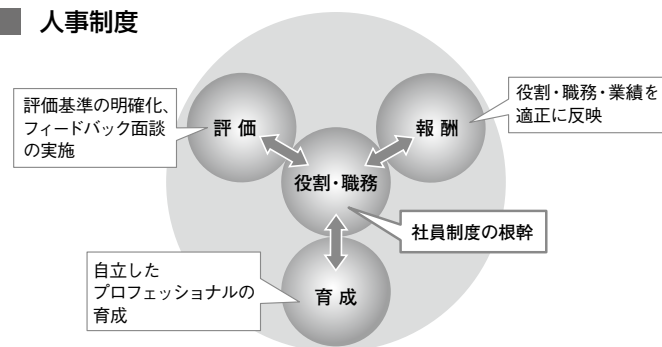 人事制度
評価基準の明確化、
フィードバック面談
の実施
評価
報酬
役割・職務・業績を
適正に反映
役割・職務
社員制度の根幹
自立した
プロフェッショナルの
育成
育成